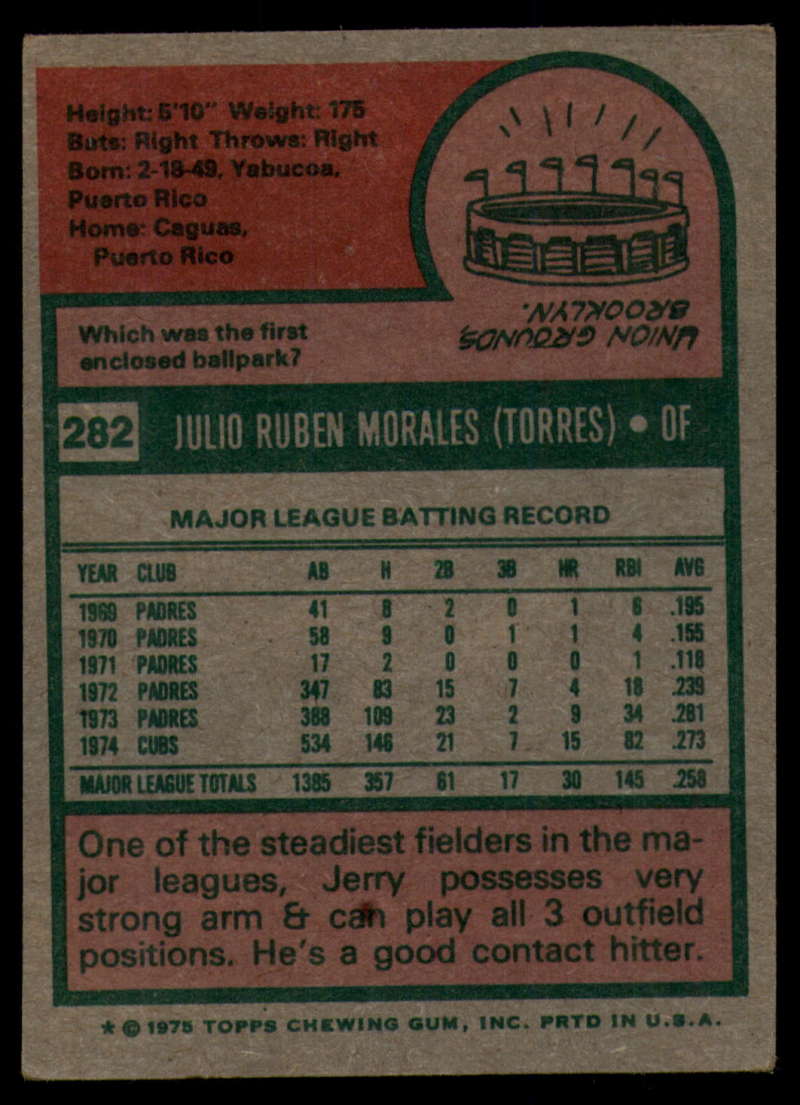 Height: 5'10" Weight: 175
Bats: Right Throws: Right
Born: 2-18-49, Yabucoa,
Puerto Rico
Home: Caguas,
Puerto Rico
Which was the first
enclosed ballpark?
UNION GROUNDS,
BROOKLYN.
282 JULIO RUBEN MORALES (TORRES) • OF
MAJOR LEAGUE BATTING RECORD
YEAR CLUB AB H 2B 3B HR RBI AVG
1969 PADRES 41 8 2 0 1 6 .195
1970 PADRES 58 9 0 1 1 4 .155
1971 PADRES 17 2 0 0 0 1 .118
1972 PADRES 347 83 15 7 4 18 .239
1973 PADRES 388 109 23 2 9 34 .281
1974 CUBS 534 146 21 7 15 82 .273
MAJOR LEAGUE TOTALS 1385 357 61 17 30 145 .258
One of the steadiest fielders in the ma-
jor leagues, Jerry possesses very
strong arm & can play all 3 outfield
positions. He's a good contact hitter.
* © 1975 TOPPS CHEWING GUM, INC. PRTD IN U.S.A.